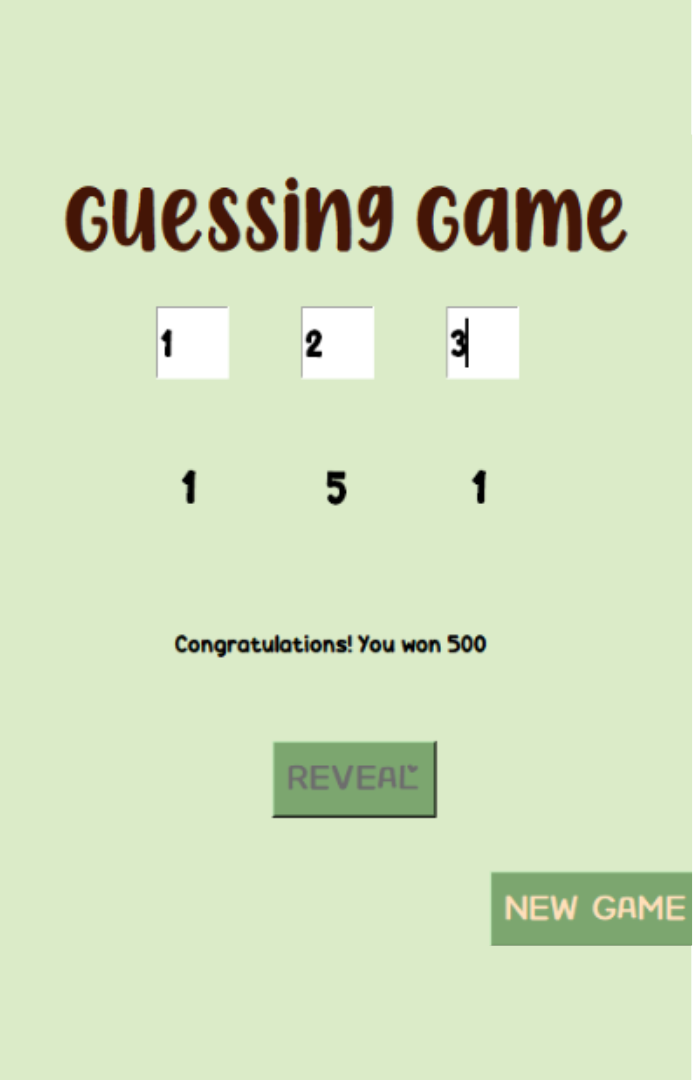 Guessing Game
1 2 3
1 5 1
Congratulations! You won 500
REVEAL
NEW GAME